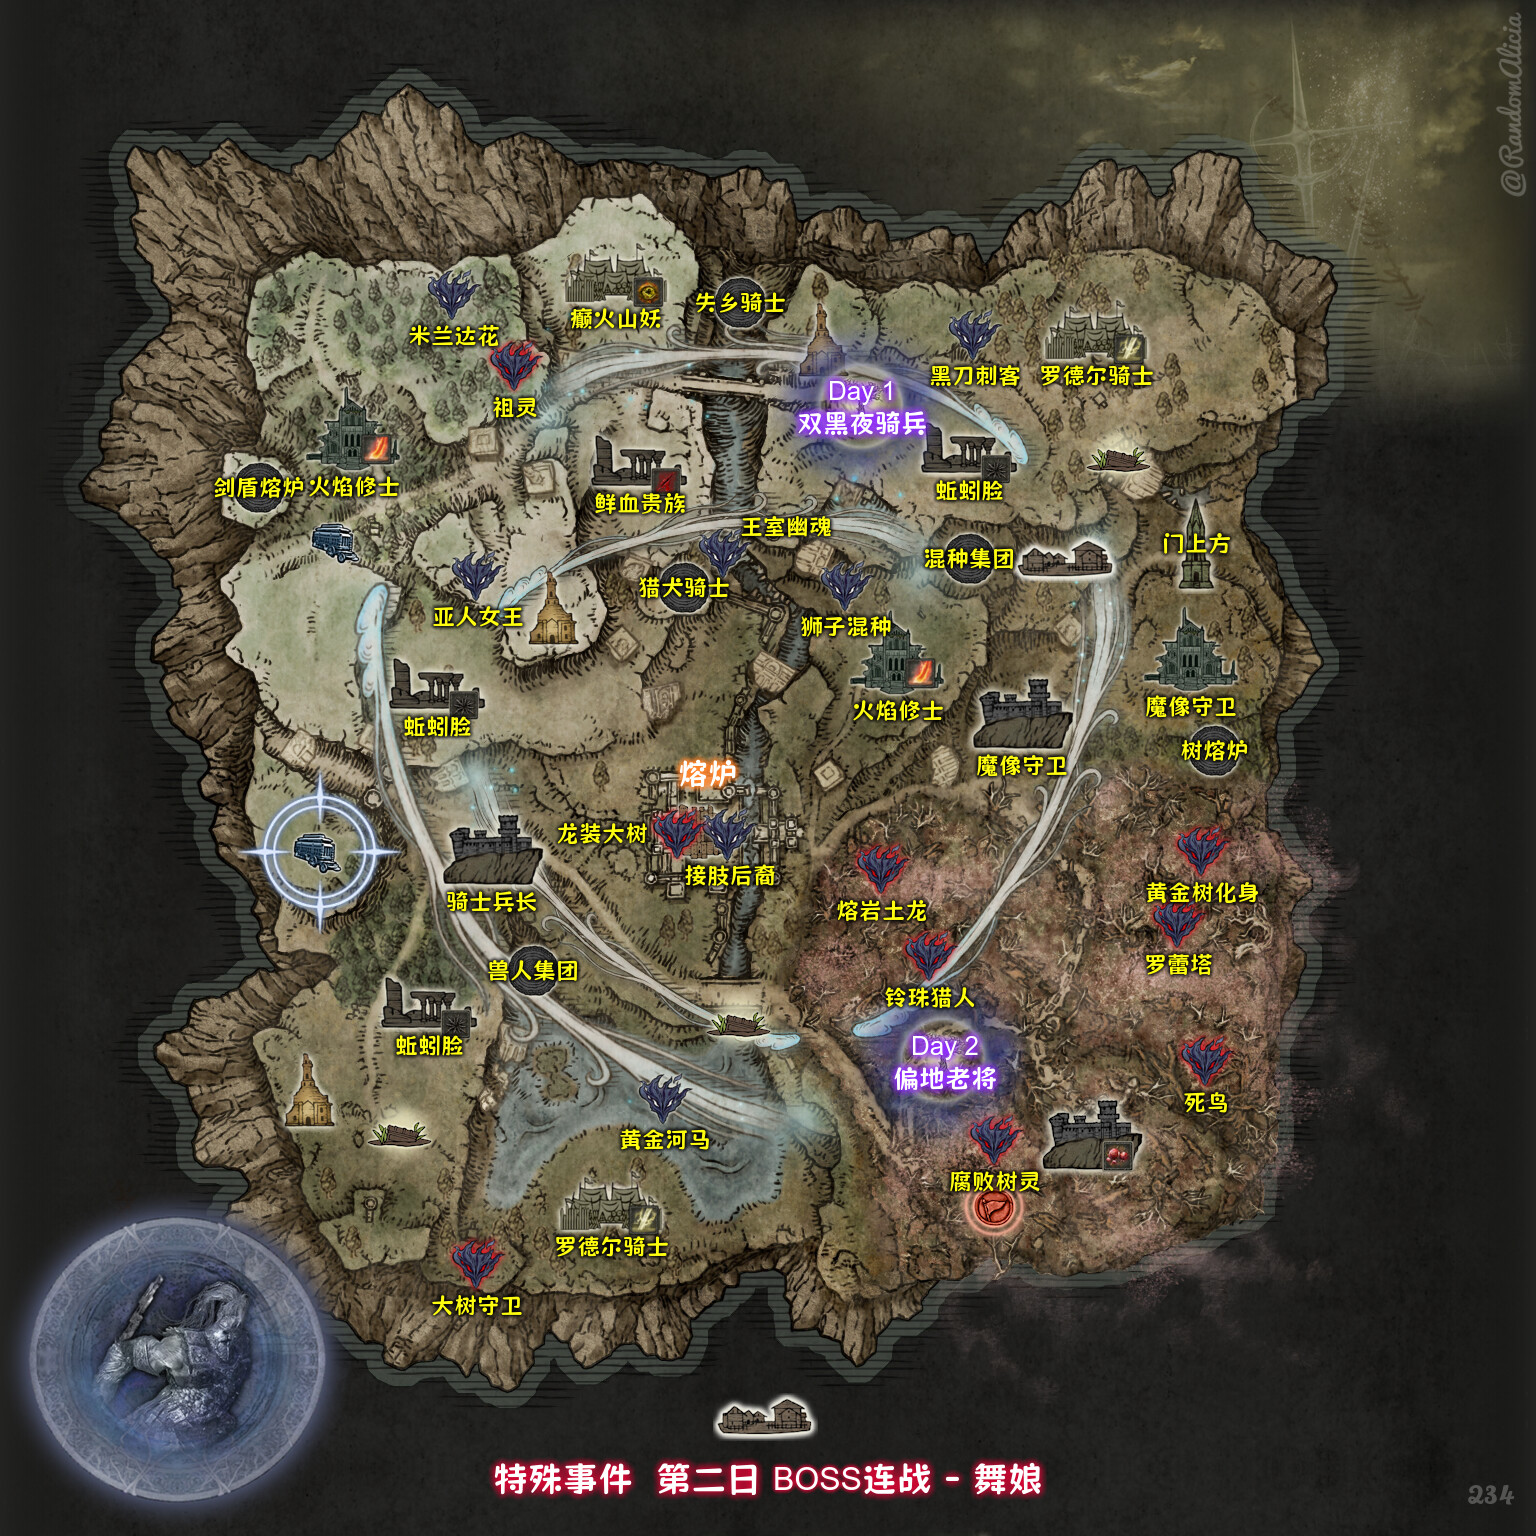 @RandomAlicia
失乡骑士
癫火山妖
米兰达花
黑刀刺客
罗德尔骑士
Day 1
双黑夜骑兵
祖灵
剑盾熔炉
火焰修士
鲜血贵族
蚯蚓脸
王室幽魂
门上方
混种集团
猎犬骑士
亚人女王
狮子混种
火焰修士
魔像守卫
蚯蚓脸
树熔炉
魔像守卫
熔炉
龙装大树
接肢后裔
黄金树化身
骑士兵长
熔岩土龙
罗蕾塔
兽人集团
铃珠猎人
蚯蚓脸
Day 2
偏地老将
死鸟
黄金河马
腐败树灵
罗德尔骑士
大树守卫
特殊事件 第二日 BOSS连战 - 舞娘
234